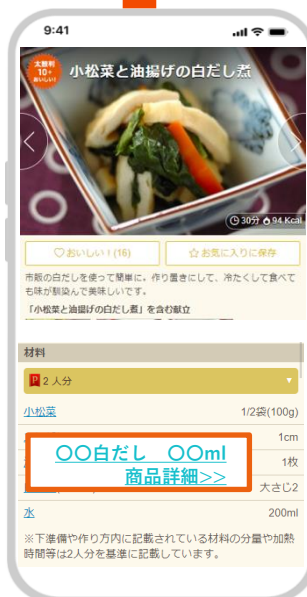 9:41
大勝利
10+
おいしい!
小松菜と油揚げの白だし煮
30分 94 Kcal
♡おいしい！(16)
☆お気に入りに保存
市販の白だしを使って簡単に。作り置きにして、冷たくして食べて
も味が馴染んで美味しいです。
「小松菜と油揚げの白だし煮」を含む献立
材料
P 2 人分
小松菜 1/2袋(100g)
1cm
1枚
〇〇白だし 〇〇ml
商品詳細>>
大さじ2
水 200ml
※下準備や作り方内に記載されている材料の分量や加熱
時間等は2人分を基準に記載しています。